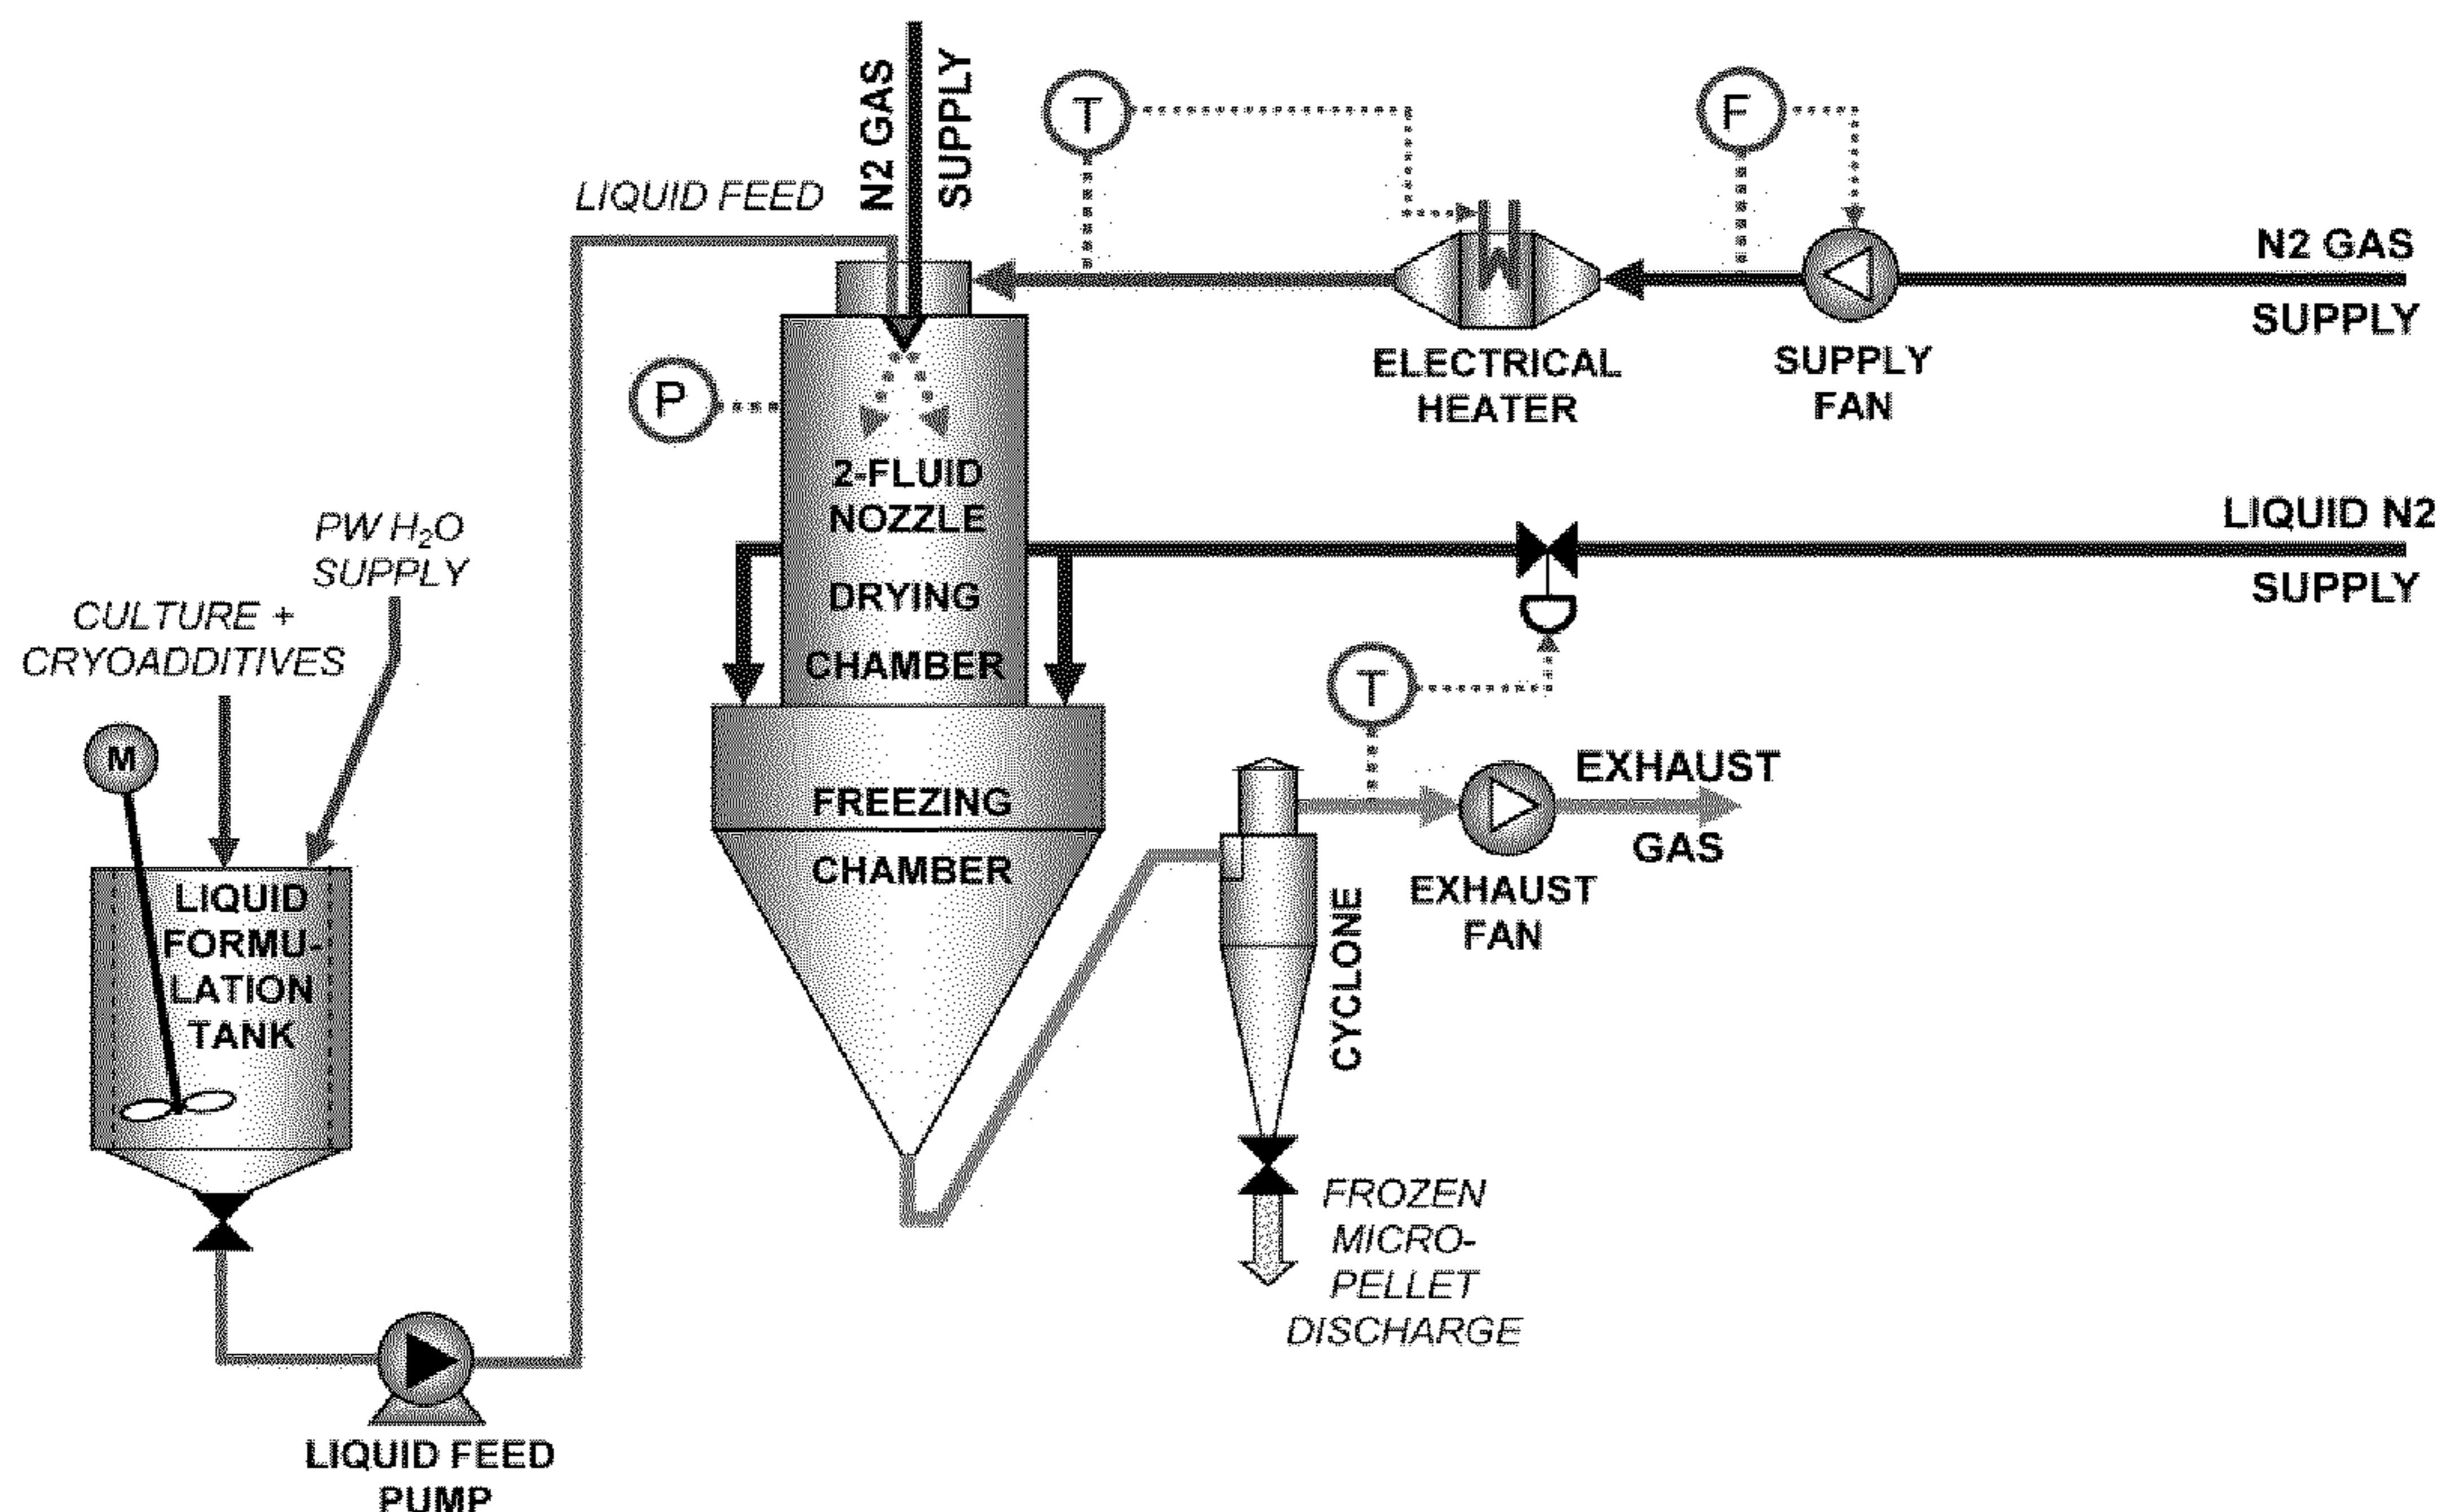 N2 GAS
SUPPLY
T
F
LIQUID FEED
N2 GAS
SUPPLY
ELECTRICAL
HEATER
SUPPLY
FAN
P
2-FLUID
NOZZLE
DRYING
CHAMBER
LIQUID N2
SUPPLY
PW H₂O
SUPPLY
CULTURE +
CRYOADDITIVES
T
M
FREEZING
CHAMBER
EXHAUST
GAS
EXHAUST
FAN
CYCLONE
LIQUID
FORMU-
LATION
TANK
FROZEN
MICRO-
PELLET
DISCHARGE
LIQUID FEED
PUMP